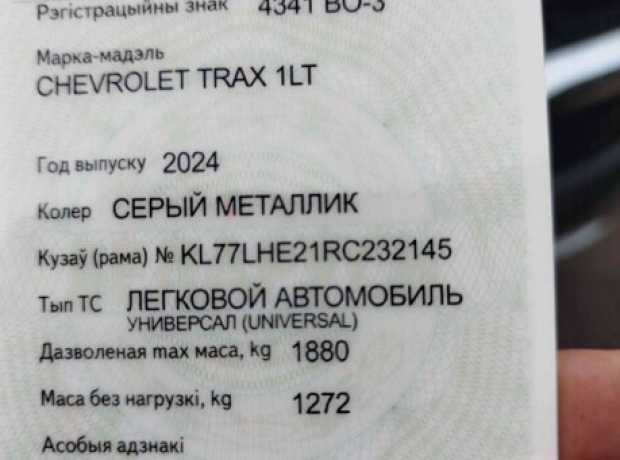 Рэгістрацыйны знак 4341 BO-3
Марка-мадэль
CHEVROLET TRAX 1LT
Год выпуску 2024
Колер СЕРЫЙ МЕТАЛЛИК
Кузаў (рама) № KL77LHE21RC232145
Тып ТС ЛЕГКОВОЙ АВТОМОБИЛЬ
УНИВЕРСАЛ (UNIVERSAL)
Дазволеная max маса, kg 1880
Маса без нагрузкі, kg 1272
Асобыя адзнакі